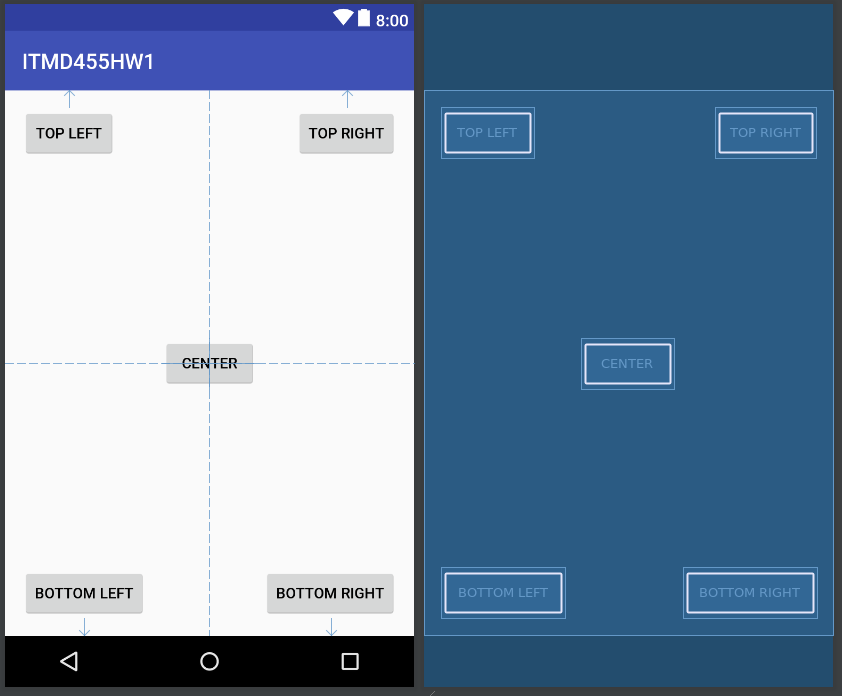 8:00
ITMD455HW1
TOP LEFT
TOP RIGHT
CENTER
BOTTOM LEFT
BOTTOM RIGHT
TOP LEFT
TOP RIGHT
CENTER
BOTTOM LEFT
BOTTOM RIGHT